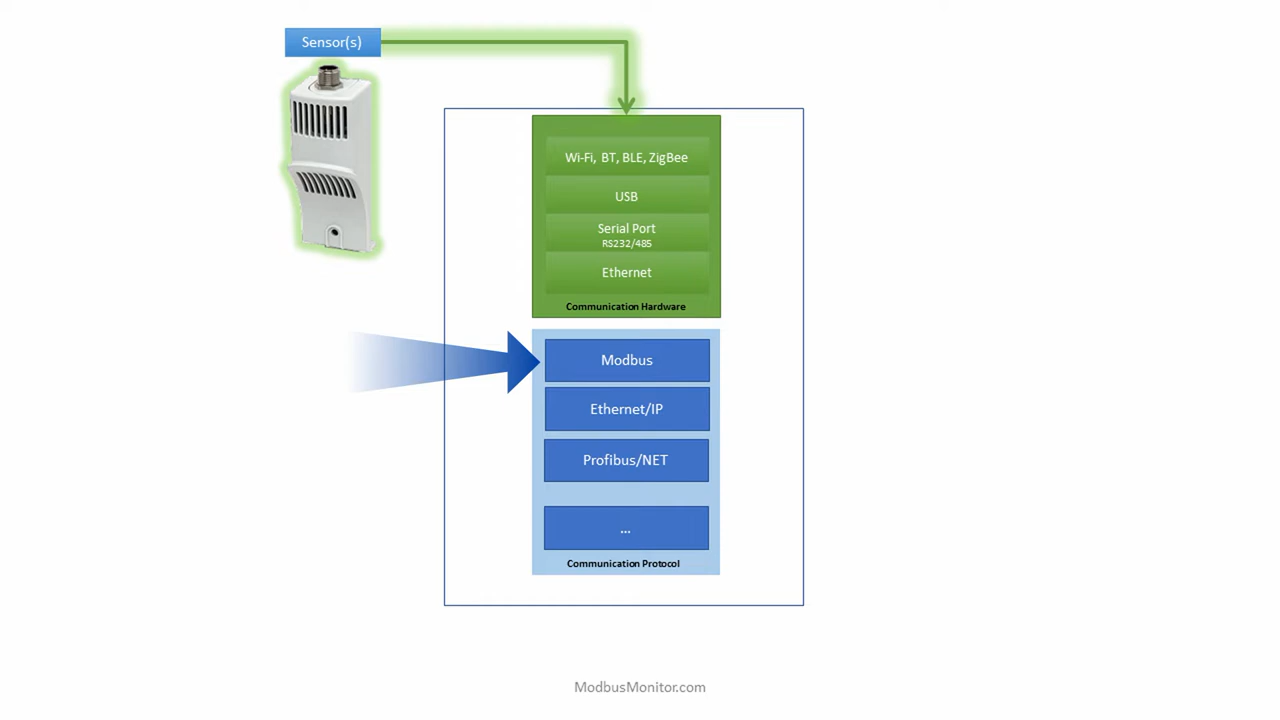 Sensor(s)
Wi-Fi, BT, BLE, ZigBee
USB
Serial Port
RS232/485
Ethernet
Communication Hardware
Modbus
Ethernet/IP
Profibus/NET
...
Communication Protocol
ModbusMonitor.com